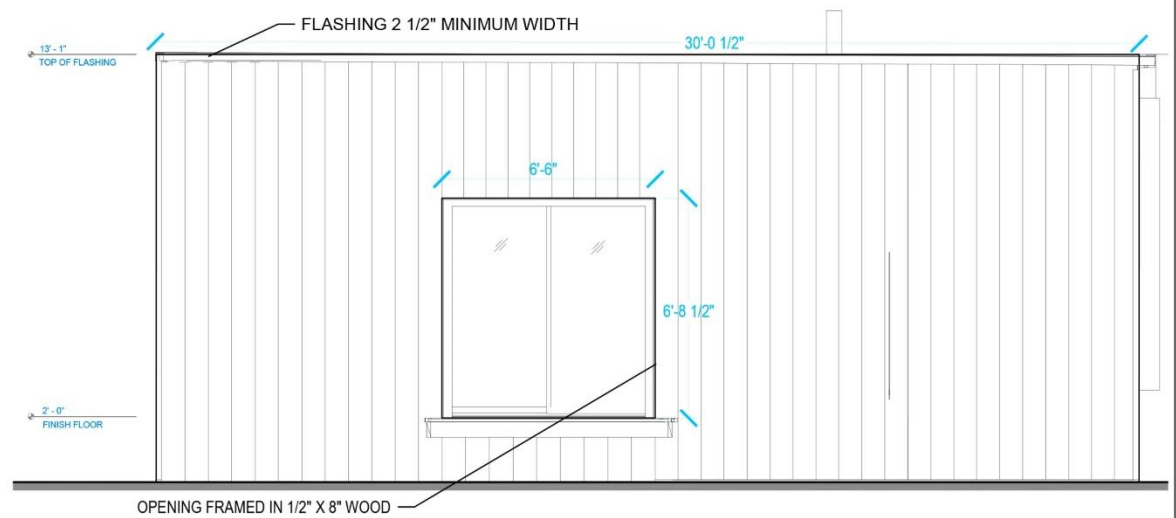 FLASHING 2 1/2" MINIMUM WIDTH
30'-0 1/2"
13' - 1"
TOP OF FLASHING
6'-6"
6'-8 1/2"
2' - 0"
FINISH FLOOR
OPENING FRAMED IN 1/2" X 8" WOOD